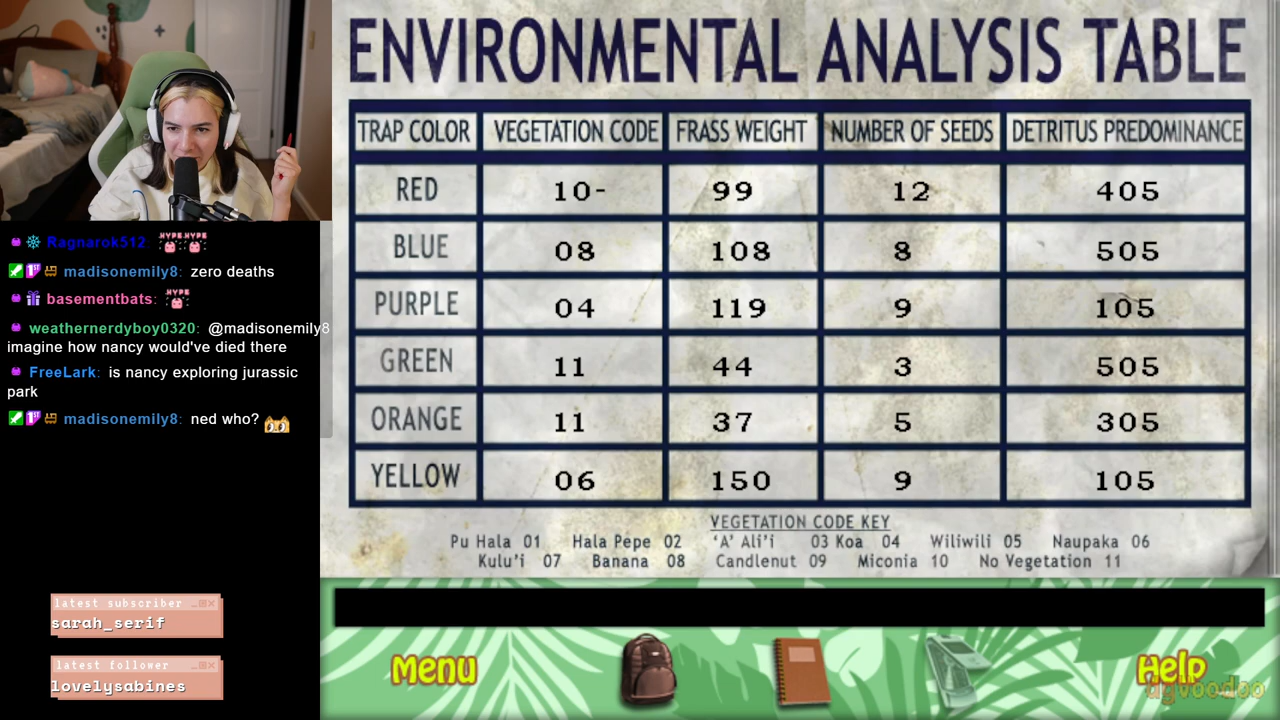 ENVIRONMENTAL ANALYSIS TABLE
TRAP COLOR VEGETATION CODE FRASS WEIGHT NUMBER OF SEEDS DETRITUS PREDOMINANCE
RED 10- 99 12 405
BLUE 08 108 8 505
PURPLE 04 119 9 105
GREEN 11 44 3 505
ORANGE 11 37 5 305
YELLOW 06 150 9 105
VEGETATION CODE KEY
Pu Hala 01 Hala Pepe 02 'A' Ali'i 03 Koa 04 Wiliwili 05 Naupaka 06
Kulu'i 07 Banana 08 Candlenut 09 Miconia 10 No Vegetation 11
Ragnarok512: HYPE HYPE
madisonemily8: zero deaths
basementbats: HYPE
weathernerdyboy0320: @madisonemily8
imagine how nancy would've died there
FreeLark: is nancy exploring jurassic
park
madisonemily8: ned who?
latest subscriber
sarah_serif
latest follower
lovelysabines
Menu
Help
dgvoodoo